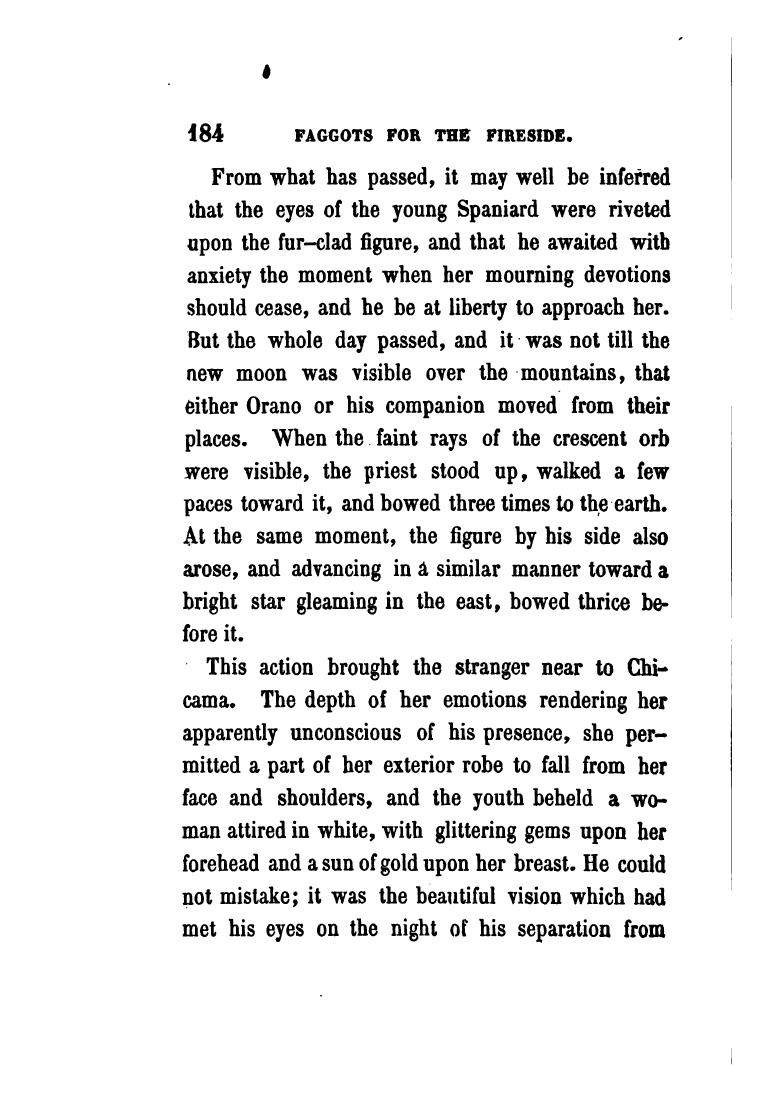 184 FAGGOTS FOR THE FIRESIDE.
From what has passed, it may well be inferred
that the eyes of the young Spaniard were riveted
upon the fur-clad figure, and that he awaited with
anxiety the moment when her mourning devotions
should cease, and he be at liberty to approach her.
But the whole day passed, and it was not till the
new moon was visible over the mountains, that
either Orano or his companion moved from their
places. When the faint rays of the crescent orb
were visible, the priest stood up, walked a few
paces toward it, and bowed three times to the earth.
At the same moment, the figure by his side also
arose, and advancing in a similar manner toward a
bright star gleaming in the east, bowed thrice be-
fore it.
This action brought the stranger near to Chi-
cama. The depth of her emotions rendering her
apparently unconscious of his presence, she per-
mitted a part of her exterior robe to fall from her
face and shoulders, and the youth beheld a wo-
man attired in white, with glittering gems upon her
forehead and a sun of gold upon her breast. He could
not mistake; it was the beautiful vision which had
met his eyes on the night of his separation from